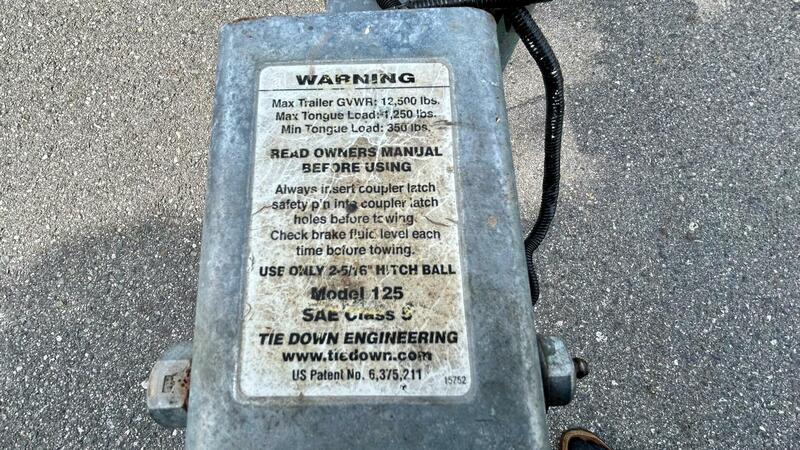 WARNING
Max Trailer GVWR: 12,500 lbs.
Max Tongue Load: 1,250 lbs.
Min Tongue Load: 350 lbs.
READ OWNERS MANUAL
BEFORE USING
Always insert coupler latch
safety pin into coupler latch
holes before towing.
Check brake fluid level each
time before towing.
USE ONLY 2-5/16" HITCH BALL
Model 125
SAE Class
TIE DOWN ENGINEERING
www.tiedown.com
US Patent No. 6,375,211
15752